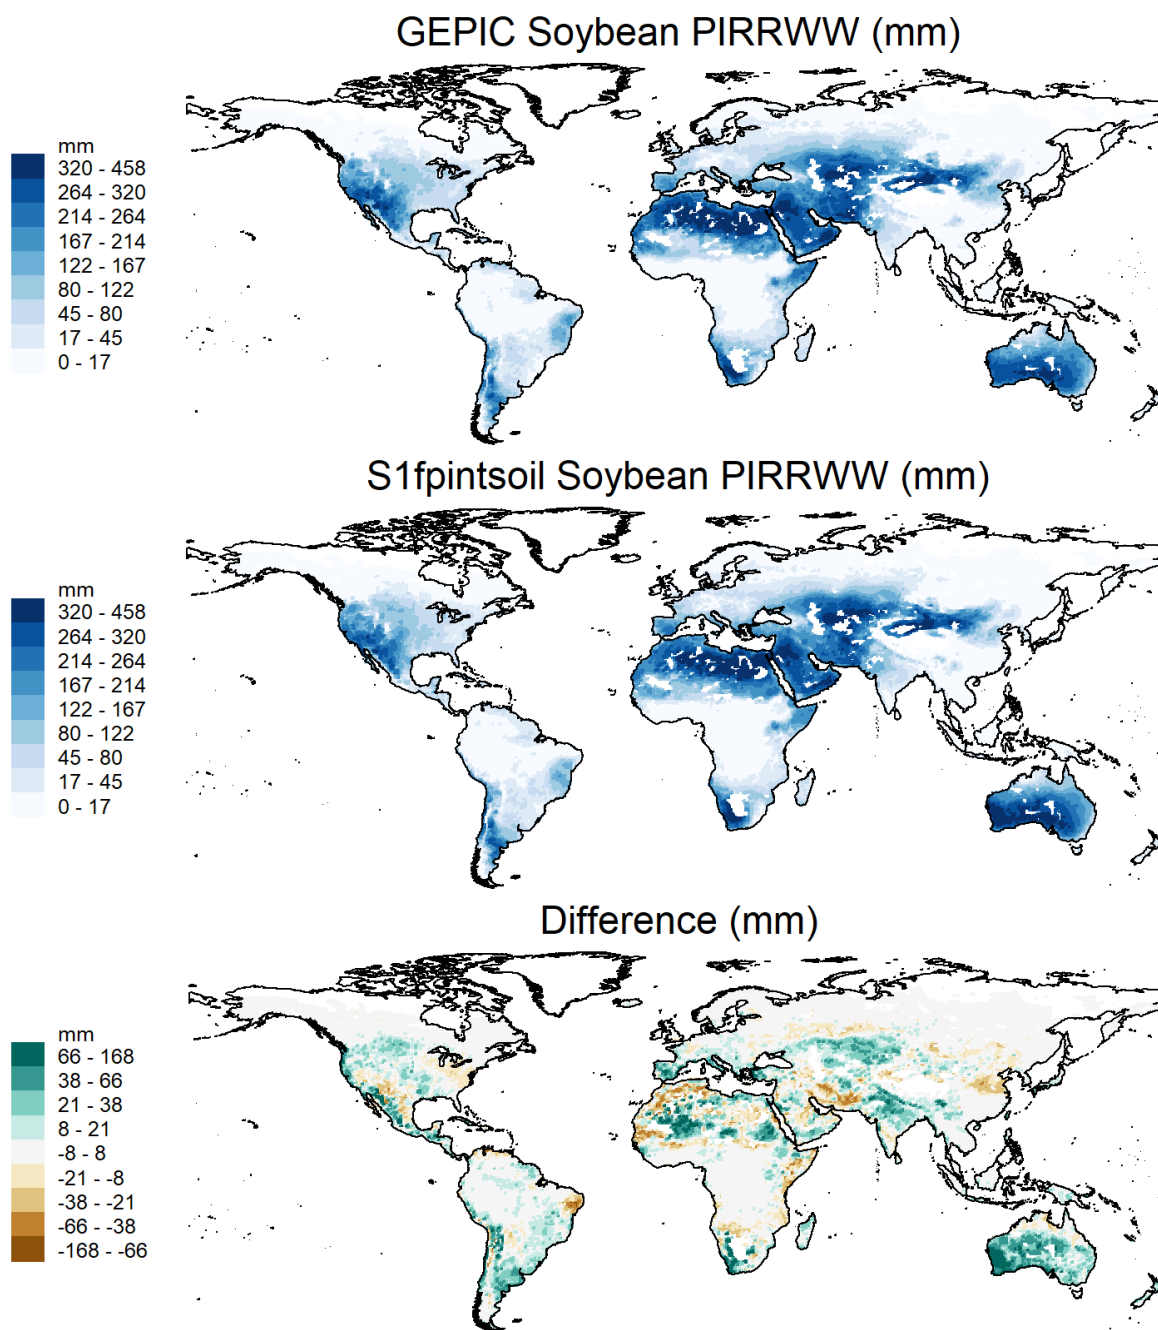 GEPIC Soybean PIRRWW (mm)
mm
320 - 458
264 - 320
214 - 264
167 - 214
122 - 167
80 - 122
45 - 80
17 - 45
0 - 17
S1fpintsoil Soybean PIRRWW (mm)
mm
320 - 458
264 - 320
214 - 264
167 - 214
122 - 167
80 - 122
45 - 80
17 - 45
0 - 17
Difference (mm)
mm
66 - 168
38 - 66
21 - 38
8 - 21
-8 - 8
-21 - -8
-38 - -21
-66 - -38
-168 - -66